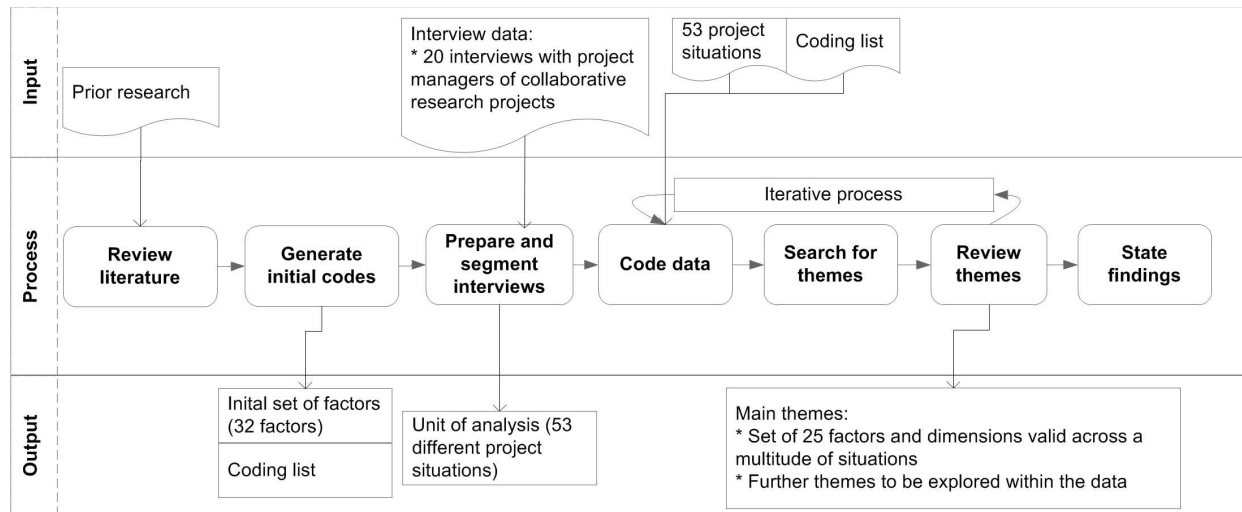 Input
Prior research
Interview data:
* 20 interviews with project
managers of collaborative
research projects
53 project
situations
Coding list
Process
Iterative process
Review
literature
Generate
initial codes
Prepare and
segment
interviews
Code data
Search for
themes
Review
themes
State
findings
Output
Inital set of factors
(32 factors)
Coding list
Unit of analysis (53
different project
situations)
Main themes:
* Set of 25 factors and dimensions valid across a
multitude of situations
* Further themes to be explored within the data